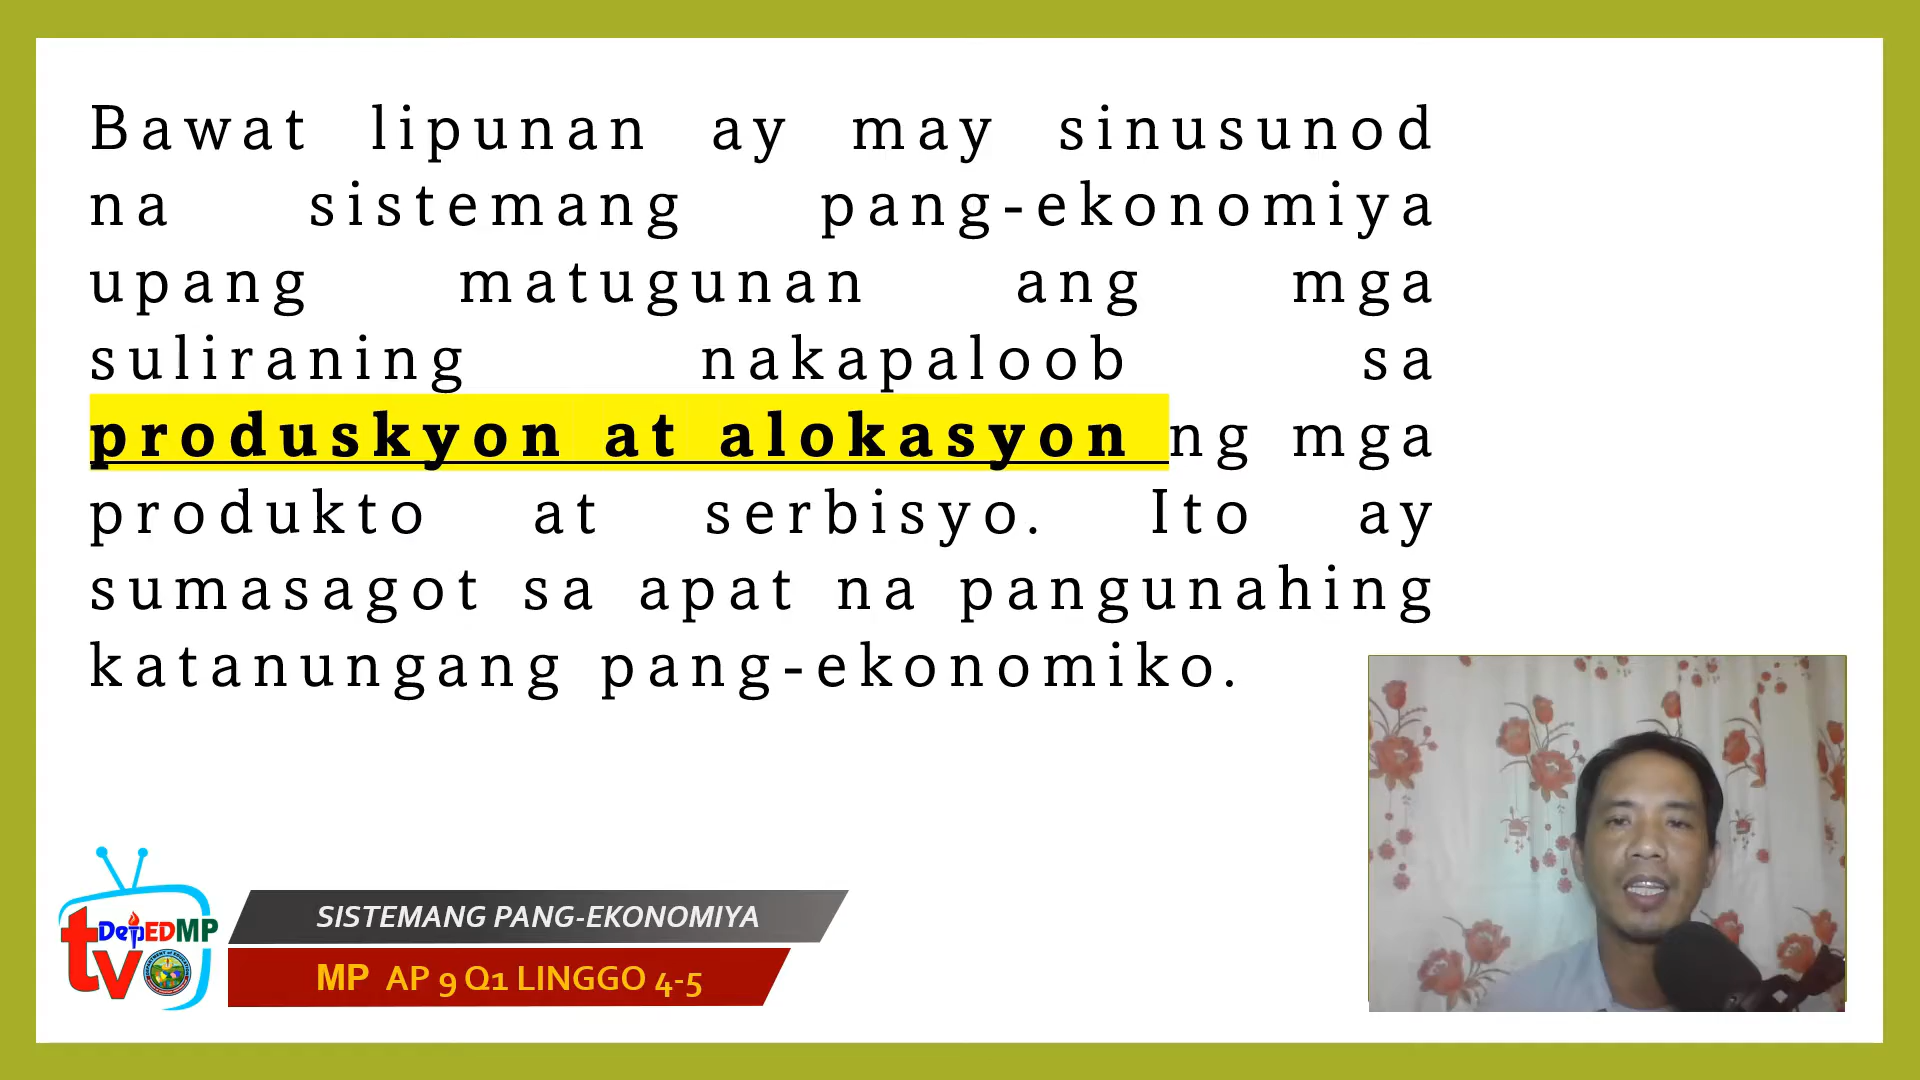 Bawat lipunan ay may sinusunod
na sistemang pang-ekonomiya
upang matugunan ang mga
suliraning nakapaloob sa
produskyon at alokasyon ng mga
produkto at serbisyo. Ito ay
sumasagot sa apat na pangunahing
katanungang pang-ekonomiko.
DepEDMP
tv
SISTEMANG PANG-EKONOMIYA
MP AP 9 Q1 LINGGO 4-5